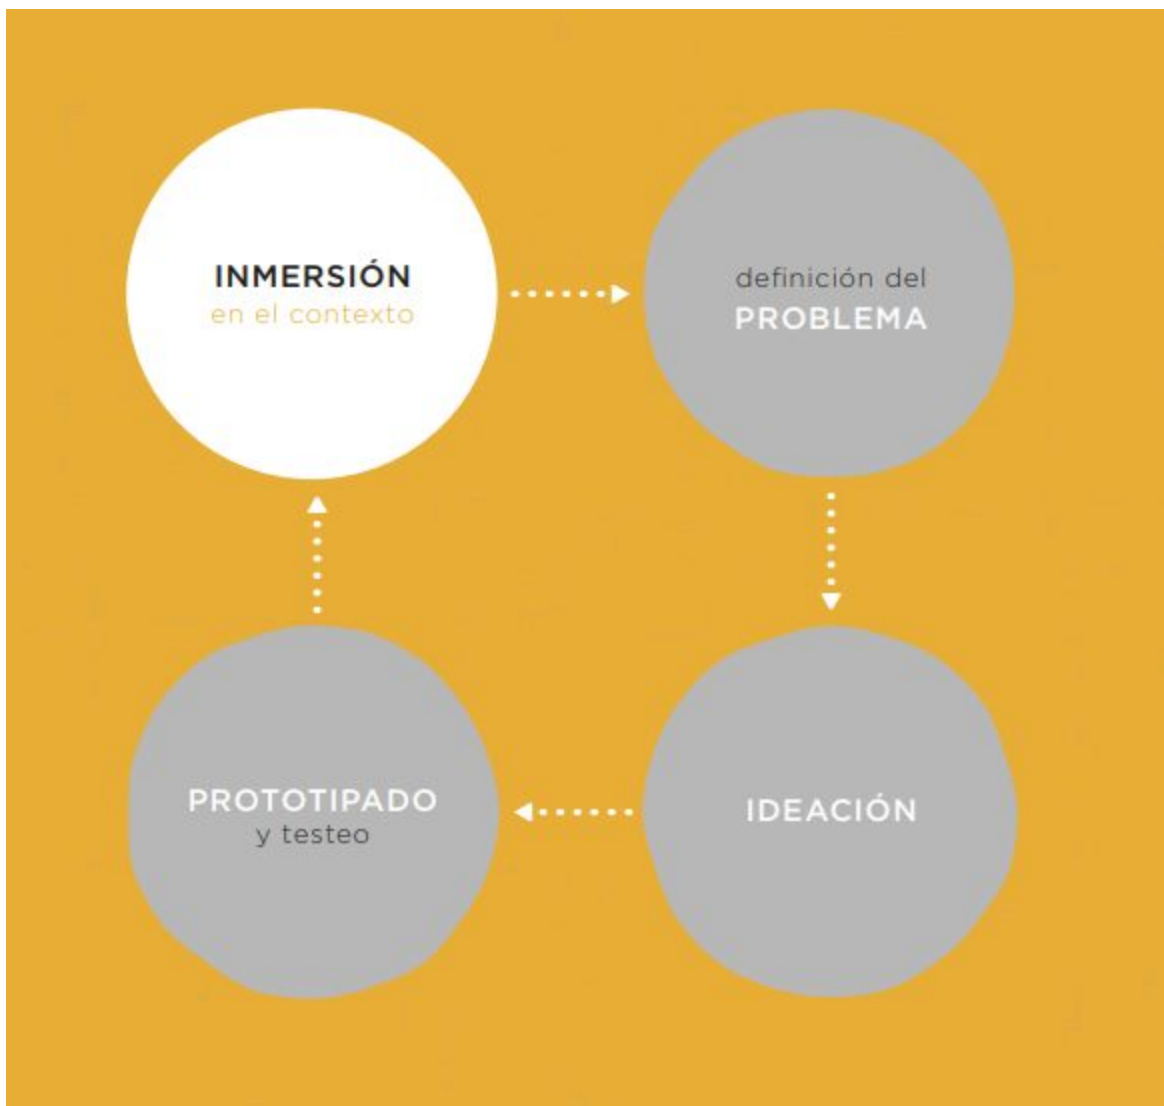 INMERSIÓN
en el contexto
definición del
PROBLEMA
PROTOTIPADO
y testeo
IDEACIÓN